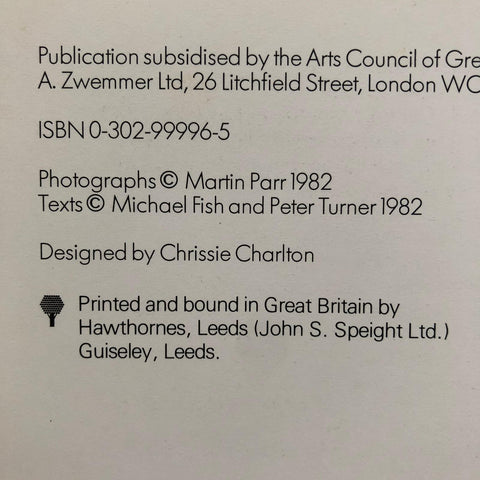 Publication subsidised by the Arts Council of Gre
A. Zwemmer Ltd, 26 Litchfield Street, London WC
ISBN 0-302-99996-5
Photographs © Martin Parr 1982
Texts © Michael Fish and Peter Turner 1982
Designed by Chrissie Charlton
Printed and bound in Great Britain by
Hawthornes, Leeds (John S. Speight Ltd.)
Guiseley, Leeds.